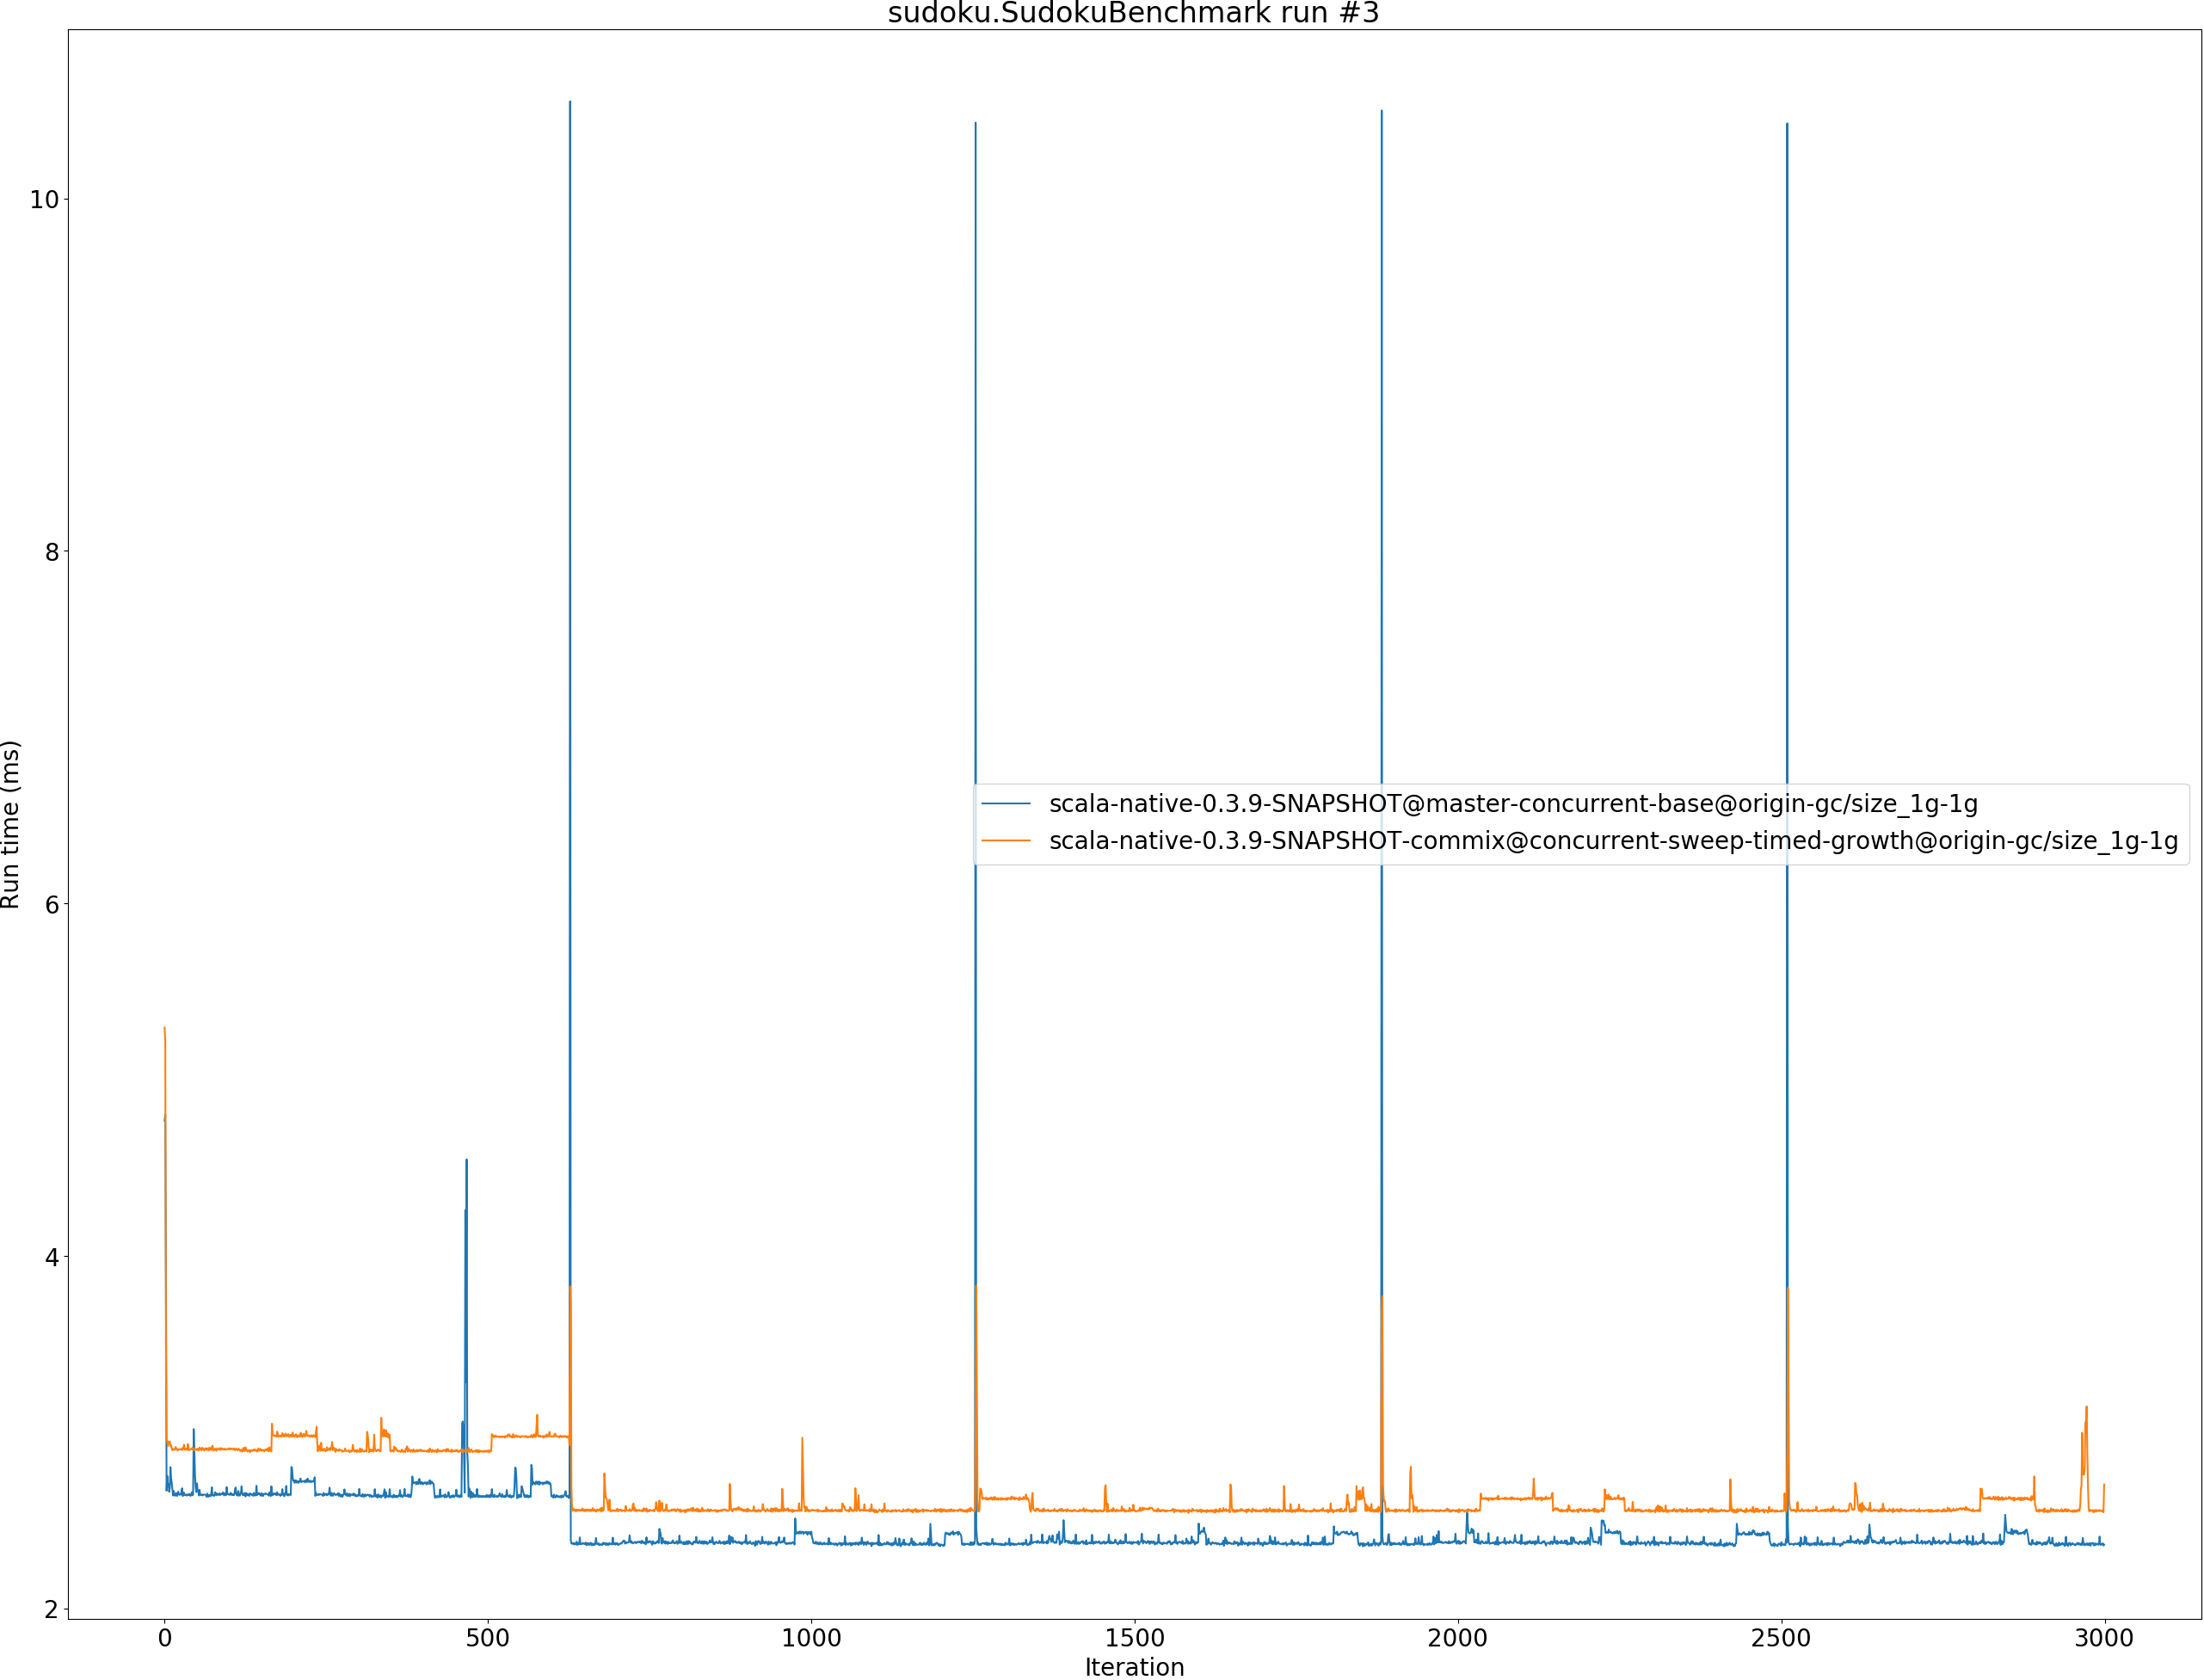 sudoku.SudokuBenchmark run #3
Run time (ms)
10
8
6
4
2
scala-native-0.3.9-SNAPSHOT@master-concurrent-base@origin-gc/size_1g-1g
scala-native-0.3.9-SNAPSHOT-commix@concurrent-sweep-timed-growth@origin-gc/size_1g-1g
0 500 1000 1500 2000 2500 3000
Iteration